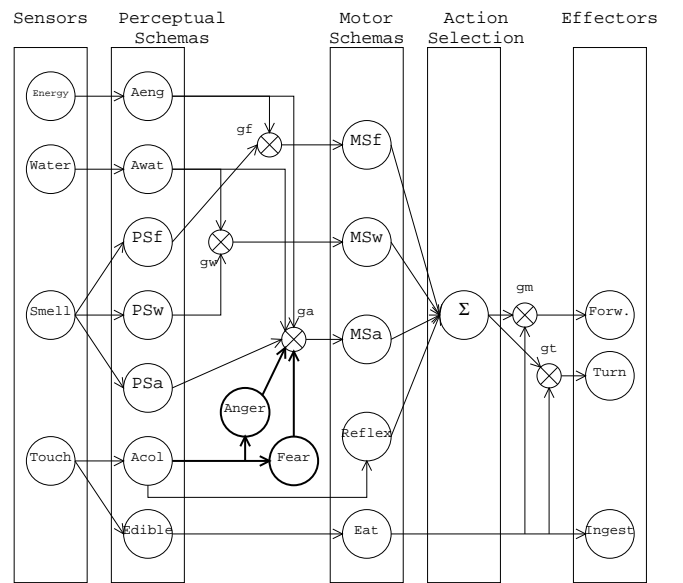 Sensors
Perceptual
Schemas
Motor
Schemas
Action
Selection
Effectors
Energy
Aeng
gf
MSf
Water
Awat
PSf
gw
MSw
gm
Smell
PSw
ga
Σ
Forw.
MSa
gt
PSa
Turn
Anger
Reflex
Touch
Acol
Fear
Edible
Eat
Ingest